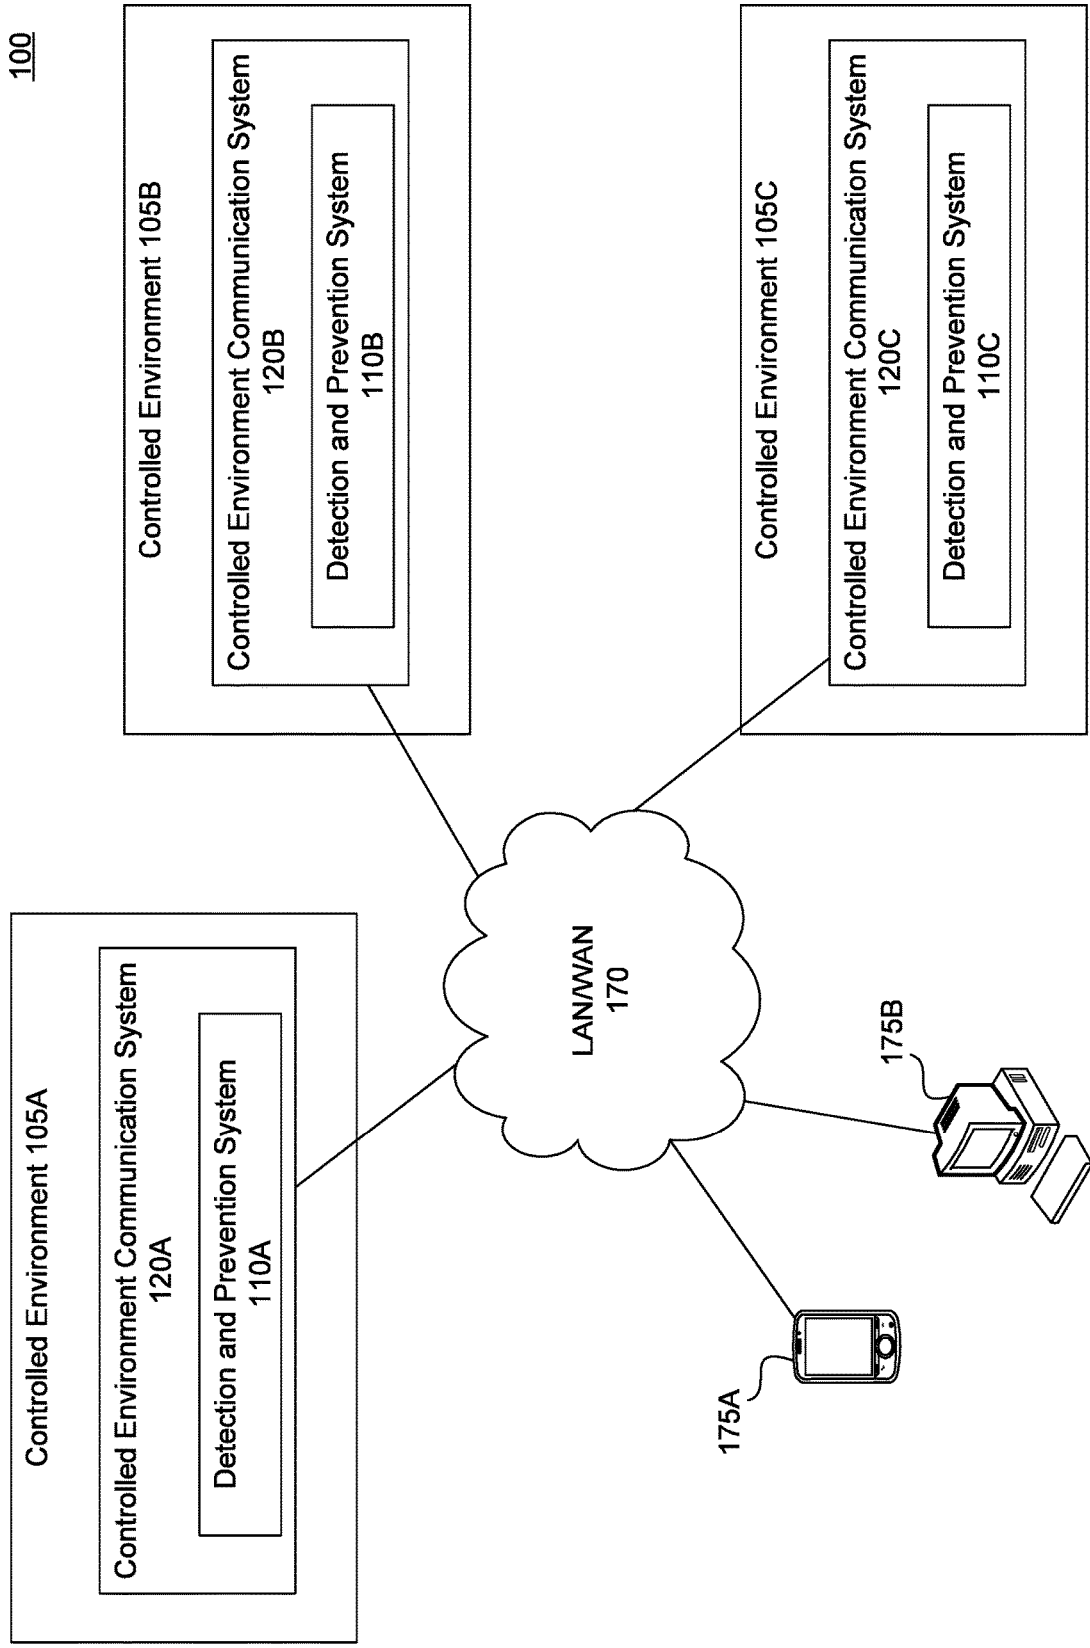 100
Controlled Environment 105A
Controlled Environment Communication System
120A
Detection and Prevention System
110A
Controlled Environment 105B
Controlled Environment Communication System
120B
Detection and Prevention System
110B
LAN/WAN
170
175A
175B
Controlled Environment 105C
Controlled Environment Communication System
120C
Detection and Prevention System
110C